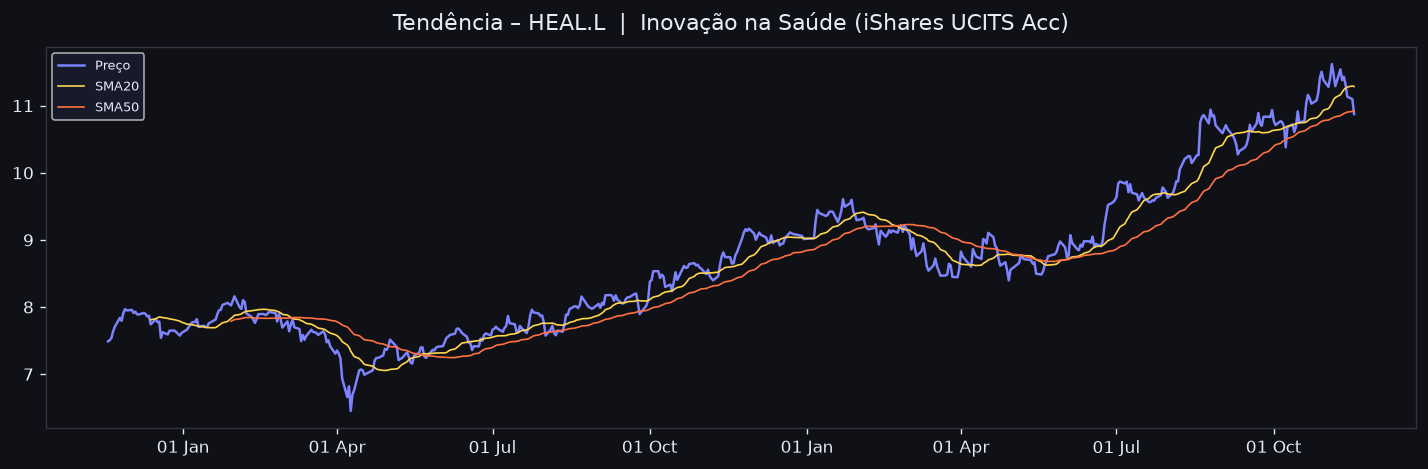 Tendência – HEAL.L | Inovação na Saúde (iShares UCITS Acc)
Preço
SMA20
SMA50
11
10
9
8
7
01 Jan
01 Apr
01 Jul
01 Oct
01 Jan
01 Apr
01 Jul
01 Oct